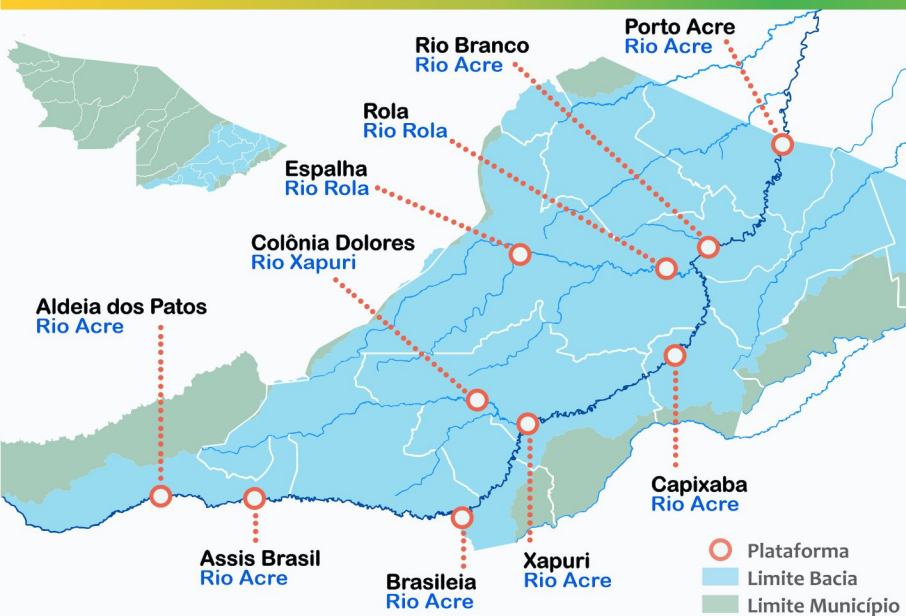 Porto Acre
Rio Acre
Rio Branco
Rio Acre
Rola
Rio Rola
Espalha
Rio Rola
Colônia Dolores
Rio Xapuri
Aldeia dos Patos
Rio Acre
Capixaba
Rio Acre
Assis Brasil
Rio Acre
Brasileia
Rio Acre
Xapuri
Rio Acre
Plataforma
Limite Bacia
Limite Município